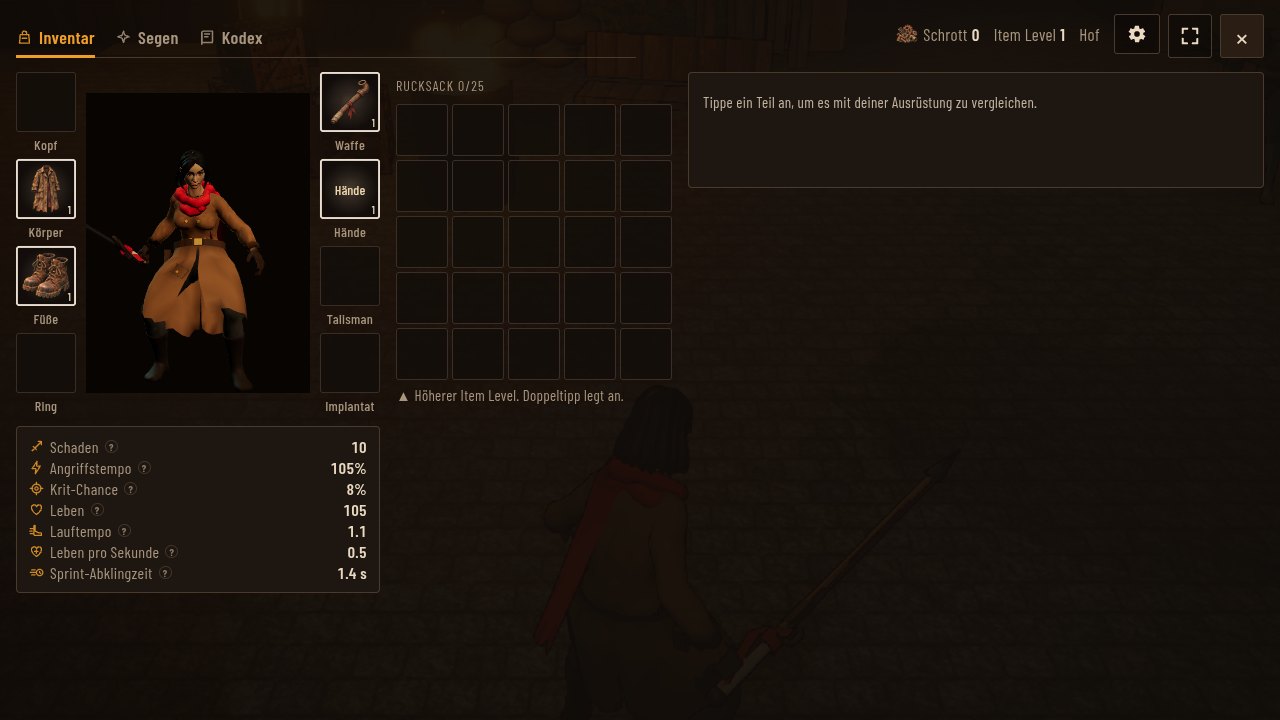 Inventar
Segen
Kodex
Schrott 0
Item Level 1
Hof
×
Kopf
1
Waffe
1
Körper
Hände
1
Hände
1
Füße
Talisman
Ring
Implantat
RUCKSACK 0/25
▲ Höherer Item Level. Doppeltipp legt an.
Tippe ein Teil an, um es mit deiner Ausrüstung zu vergleichen.
Schaden ? 10
Angriffstempo ? 105%
Krit-Chance ? 8%
Leben ? 105
Lauftempo ? 1.1
Leben pro Sekunde ? 0.5
Sprint-Abklingzeit ? 1.4 s